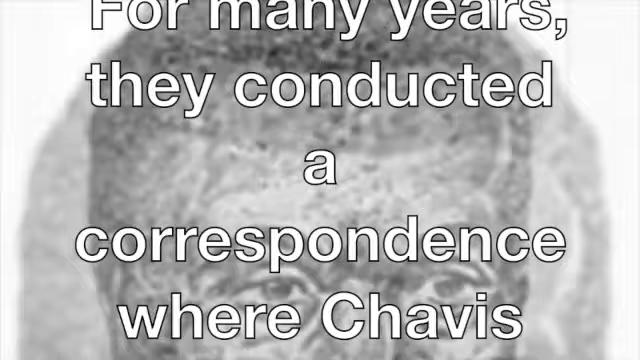 For many years,
they conducted
a
correspondence
where Chavis